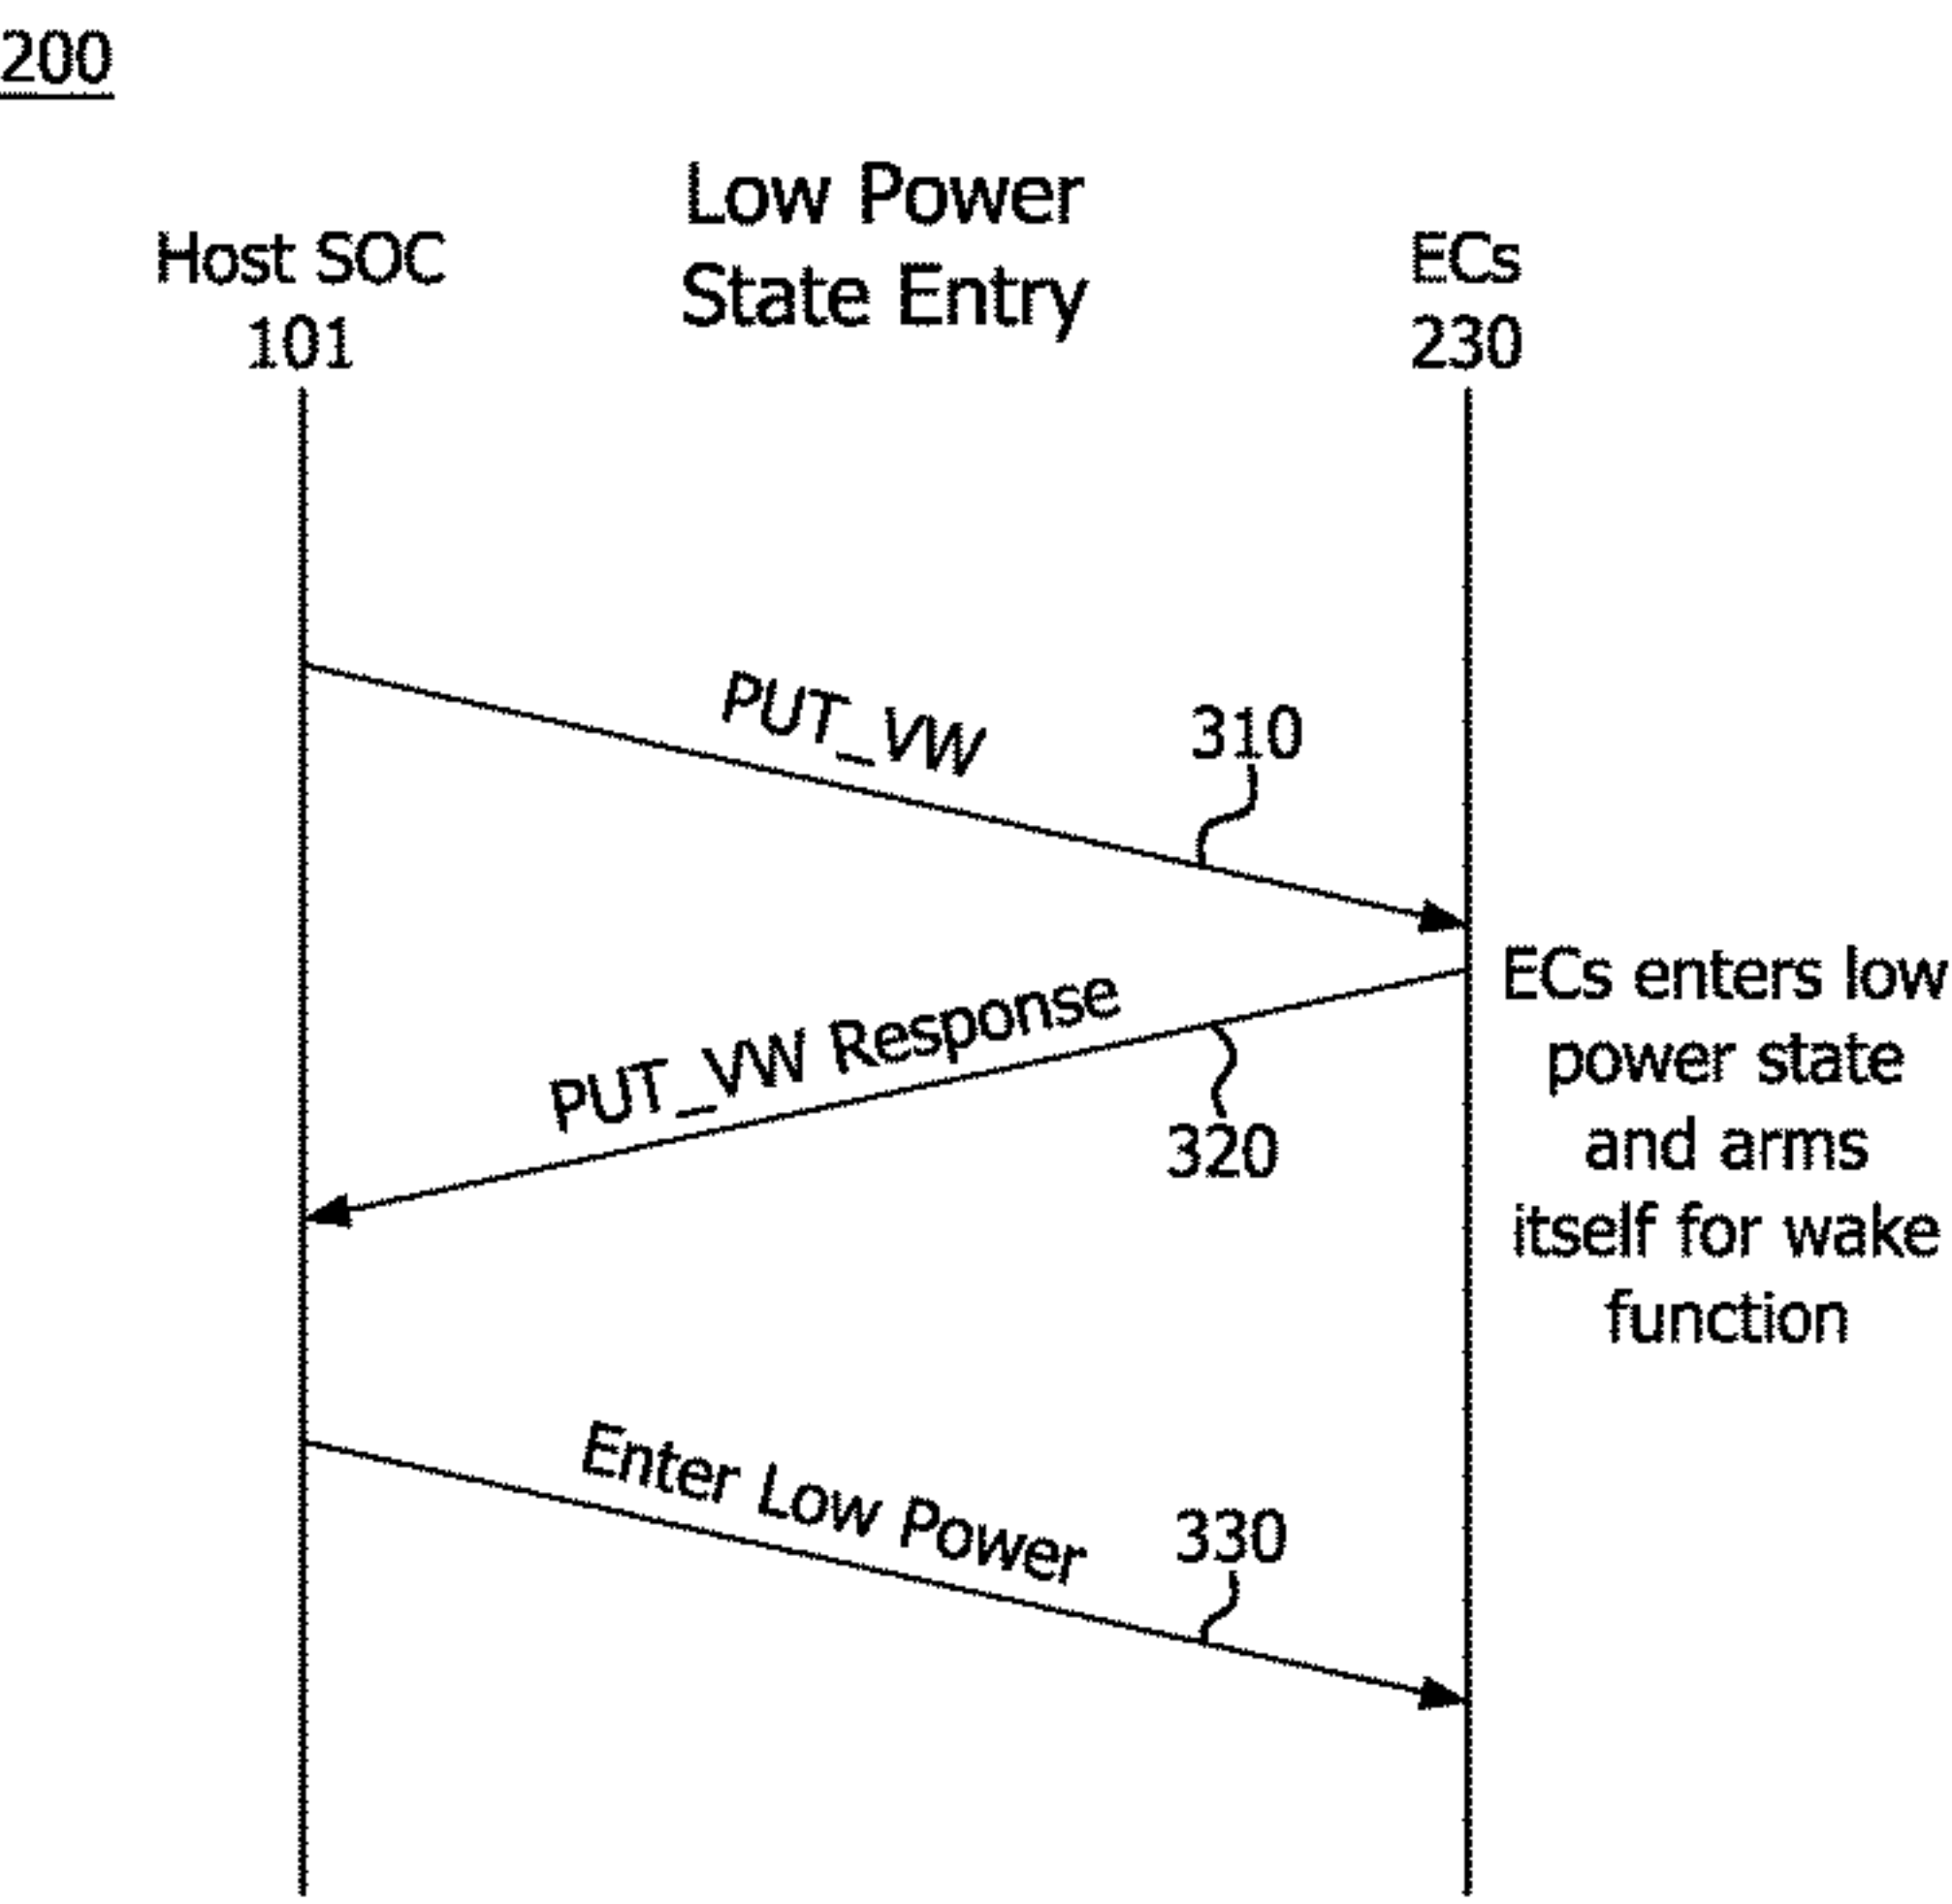 200
Low Power
State Entry
Host SOC
101
ECs
230
PUT_VW
310
ECs enters low
power state
and arms
itself for wake
function
PUT_VW Response
320
Enter Low Power
330